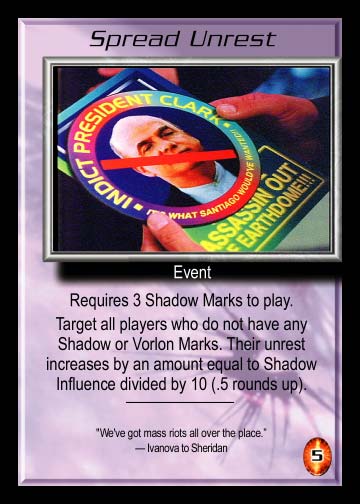 Spread Unrest
INDICT PRESIDENT CLARK
IT'S WHAT SANTIAGO WOULD'VE WANTED!
ASSASSIN OUT
EARTHDOME!!!
Event
Requires 3 Shadow Marks to play.
Target all players who do not have any
Shadow or Vorlon Marks. Their unrest
increases by an amount equal to Shadow
Influence divided by 10 (.5 rounds up).
"We've got mass riots all over the place."
— Ivanova to Sheridan
5